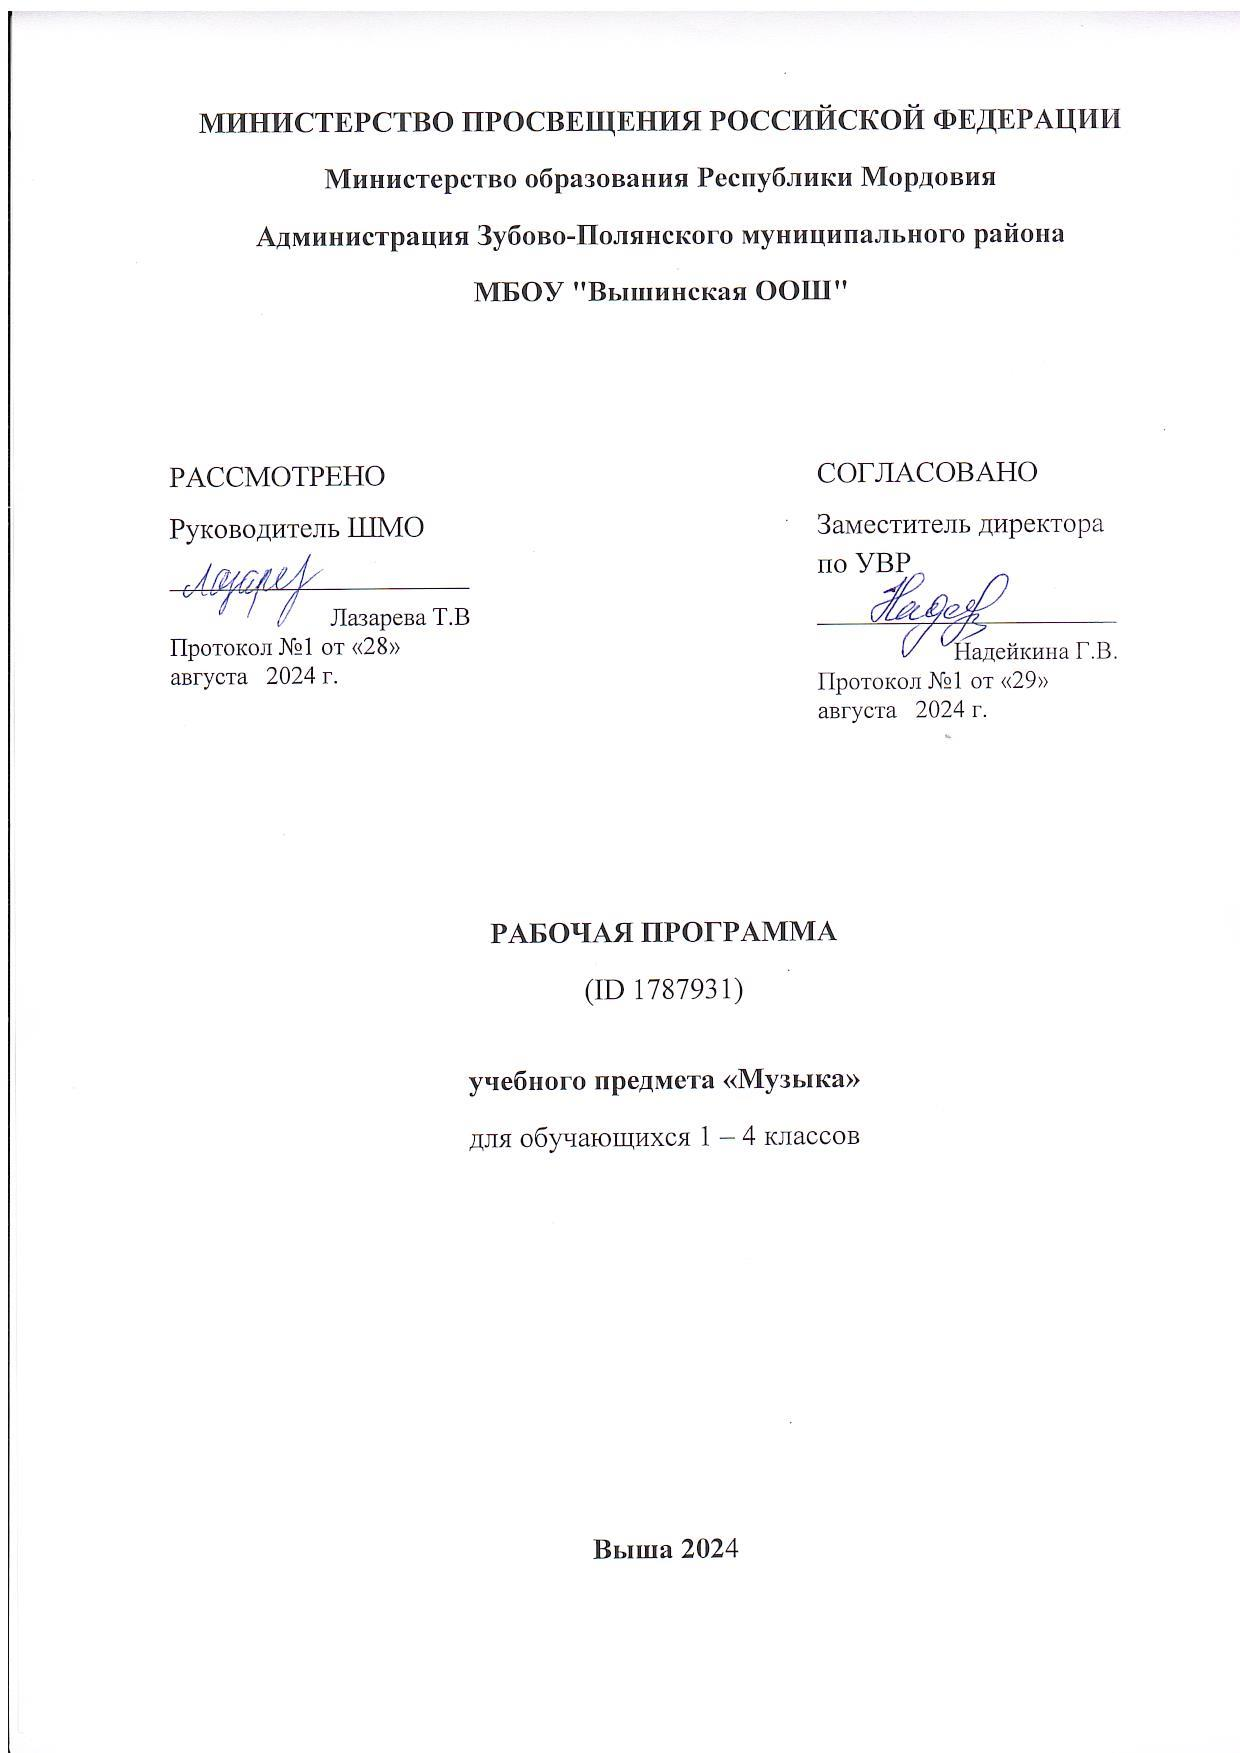 МИНИСТЕРСТВО ПРОСВЕЩЕНИЯ РОССИЙСКОЙ ФЕДЕРАЦИИ
Министерство образования Республики Мордовия
Администрация Зубово-Полянского муниципального района
МБОУ "Вышинская ООШ"
РАССМОТРЕНО
Руководитель ШМО
Лазарев
Лазарева Т.В
Протокол №1 от «28»
августа 2024 г.
СОГЛАСОВАНО
Заместитель директора
по УВР
Надеж
Надейкина Г.В.
Протокол №1 от «29»
августа 2024 г.
РАБОЧАЯ ПРОГРАММА
(ID 1787931)
учебного предмета «Музыка»
для обучающихся 1 – 4 классов
Выша 2024